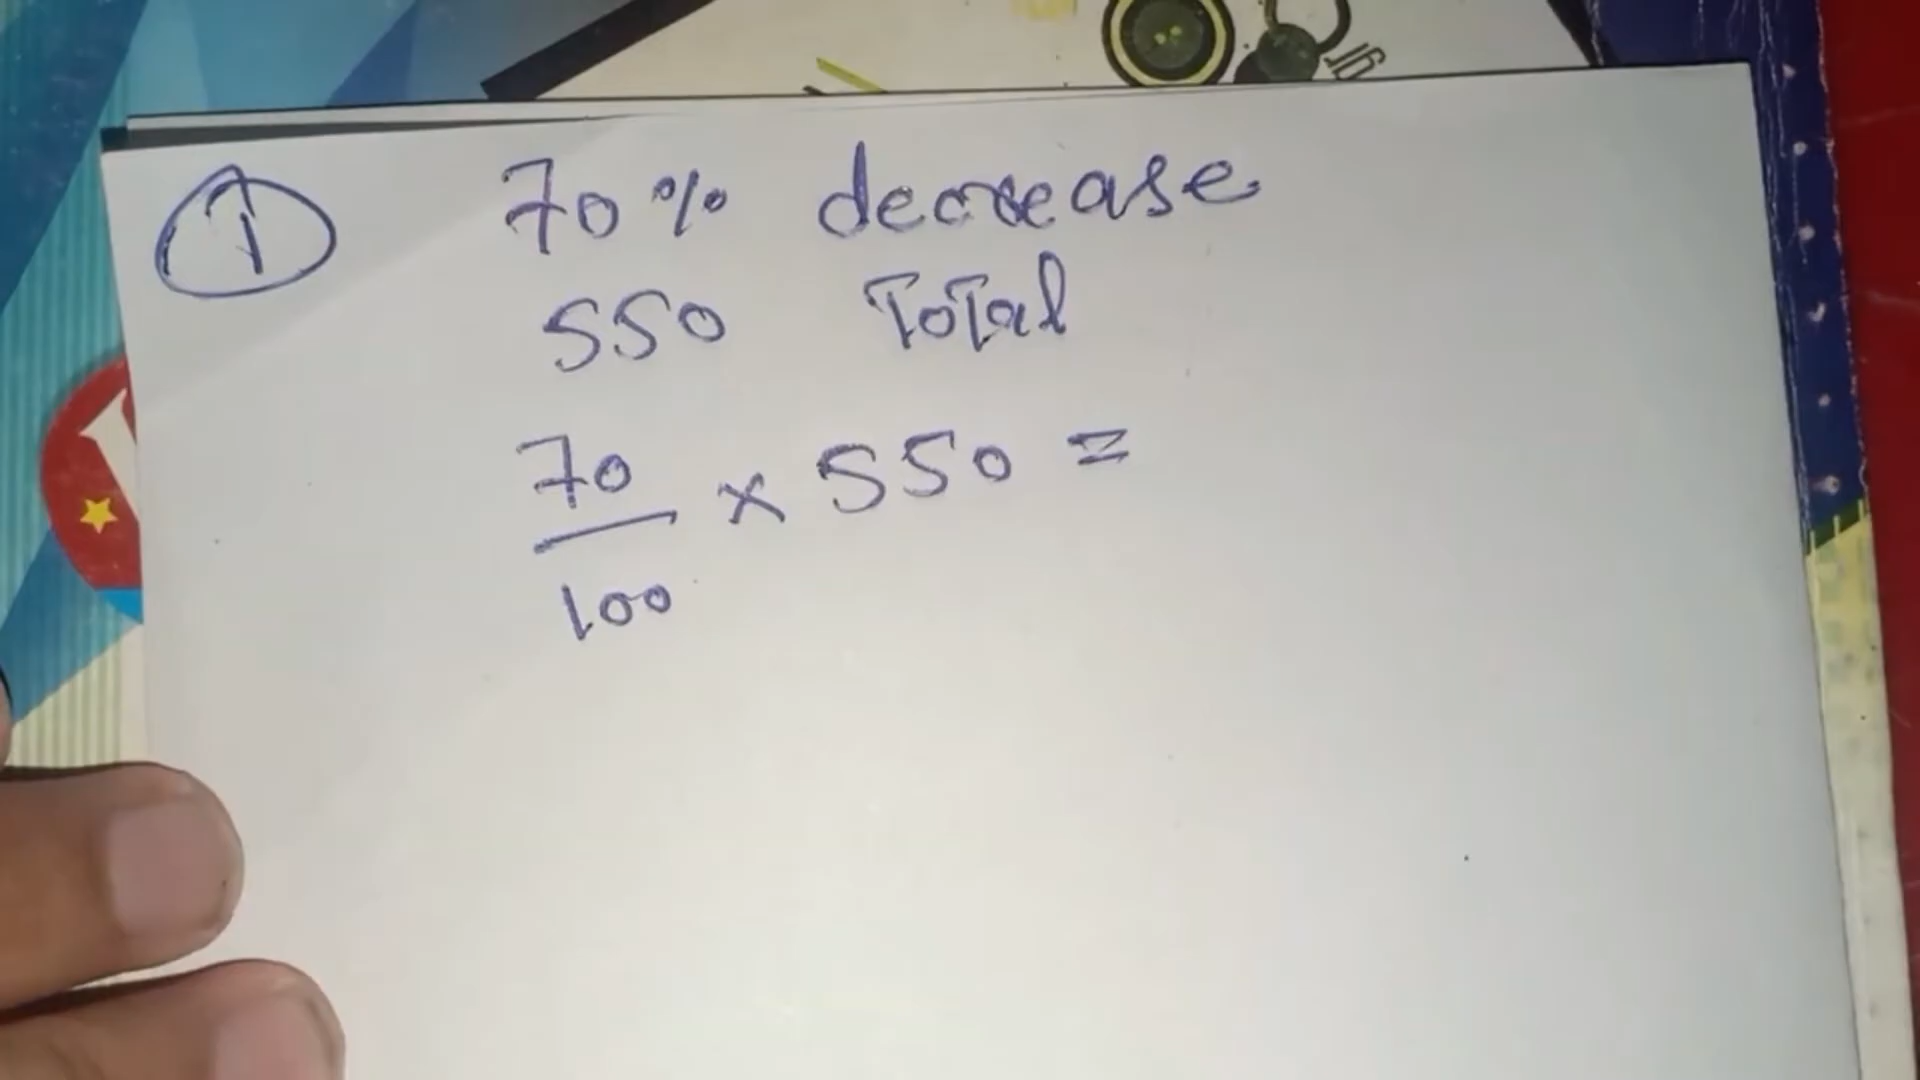 1
70% decrease
550 Total
70/100 × 550 =